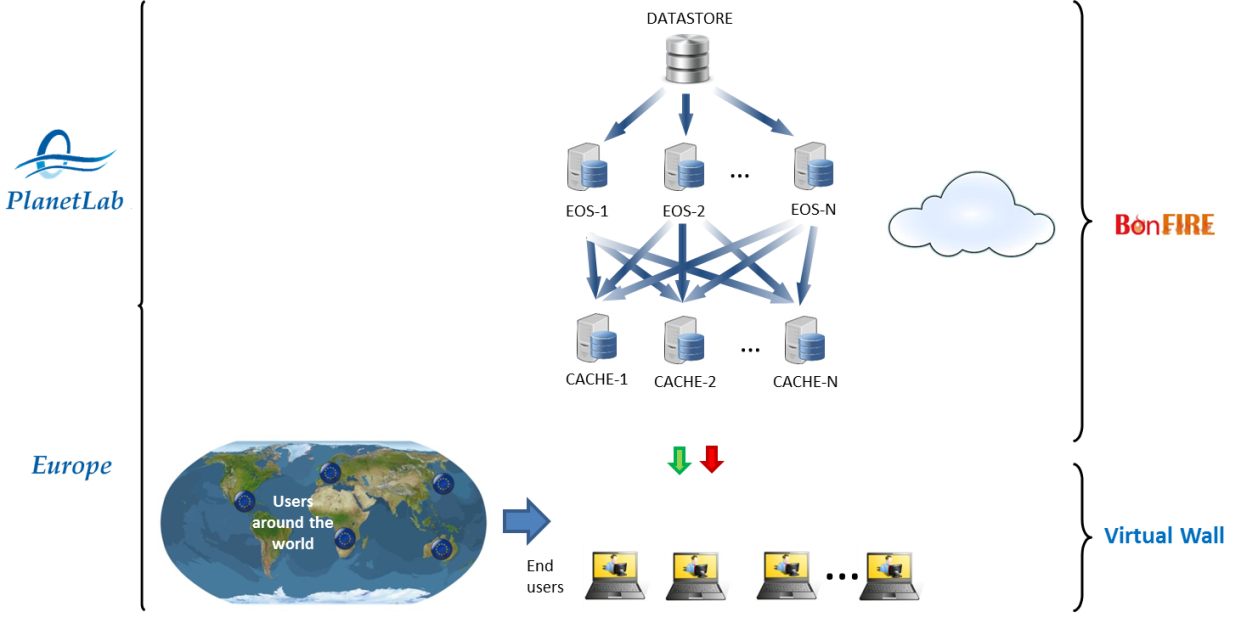 DATASTORE
PlanetLab
EOS-1
EOS-2
...
EOS-N
BonFIRE
CACHE-1
CACHE-2
...
CACHE-N
Europe
Users
around the
world
End
users
...
Virtual Wall